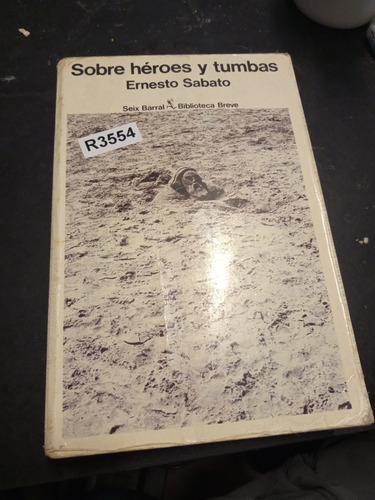 Sobre héroes y tumbas
Ernesto Sabato
Seix Barral Biblioteca Breve
R3554